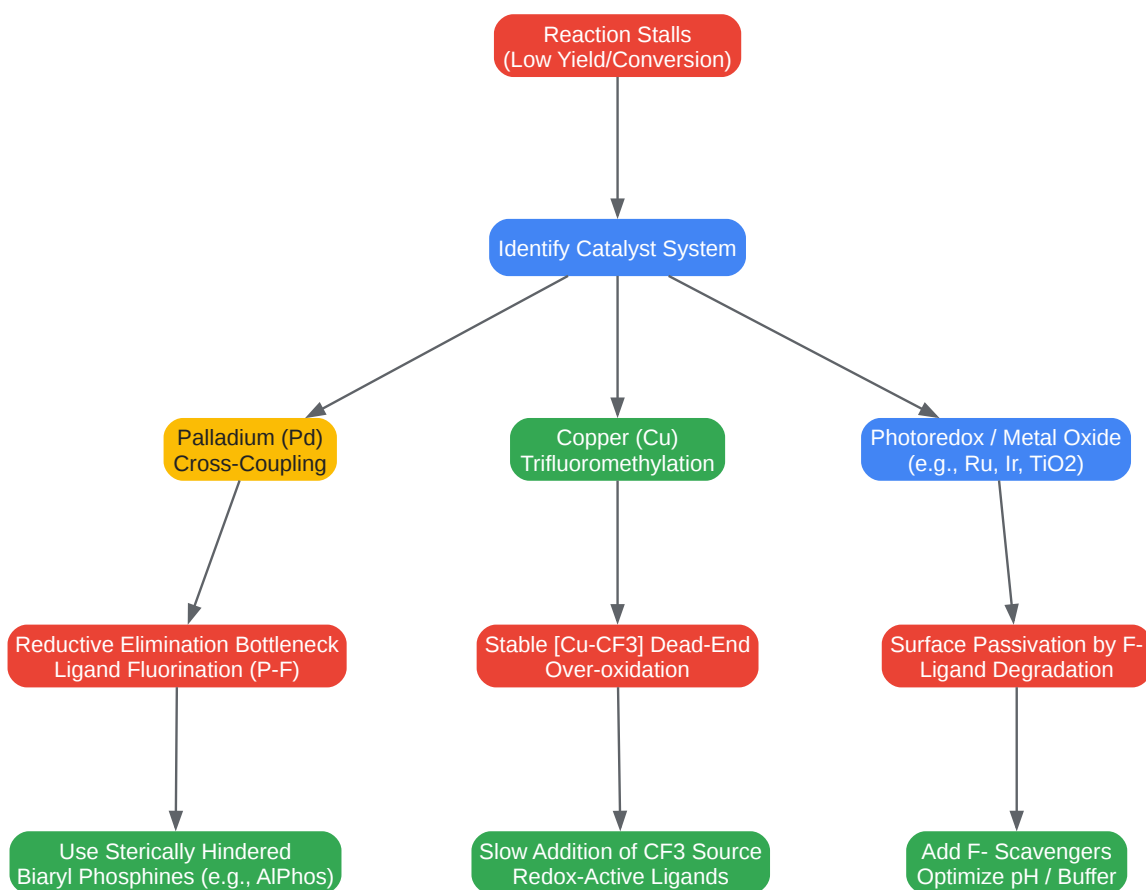 Reaction Stalls
(Low Yield/Conversion)
Identify Catalyst System
Palladium (Pd)
Cross-Coupling
Copper (Cu)
Trifluoromethylation
Photoredox / Metal Oxide
(e.g., Ru, Ir, TiO2)
Reductive Elimination Bottleneck
Ligand Fluorination (P-F)
Stable [Cu-CF3] Dead-End
Over-oxidation
Surface Passivation by F-
Ligand Degradation
Use Sterically Hindered
Biaryl Phosphines (e.g., AlPhos)
Slow Addition of CF3 Source
Redox-Active Ligands
Add F- Scavengers
Optimize pH / Buffer